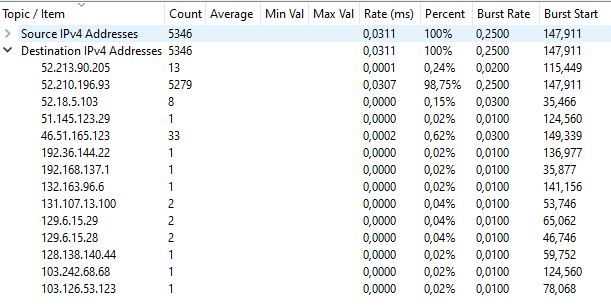 Topic / Item Count Average Min Val Max Val Rate (ms) Percent Burst Rate Burst Start
Source IPv4 Addresses 5346 0,0311 100% 0,2500 147,911
Destination IPv4 Addresses 5346 0,0311 100% 0,2500 147,911
52.213.90.205 13 0,0001 0,24% 0,0200 115,449
52.210.196.93 5279 0,0307 98,75% 0,2500 147,911
52.18.5.103 8 0,0000 0,15% 0,0300 35,466
51.145.123.29 1 0,0000 0,02% 0,0100 124,560
46.51.165.123 33 0,0002 0,62% 0,0300 149,339
192.36.144.22 1 0,0000 0,02% 0,0100 136,977
192.168.137.1 1 0,0000 0,02% 0,0100 35,877
132.163.96.6 1 0,0000 0,02% 0,0100 141,156
131.107.13.100 2 0,0000 0,04% 0,0100 53,746
129.6.15.29 2 0,0000 0,04% 0,0100 65,062
129.6.15.28 2 0,0000 0,04% 0,0100 46,746
128.138.140.44 1 0,0000 0,02% 0,0100 59,752
103.242.68.68 1 0,0000 0,02% 0,0100 124,560
103.126.53.123 1 0,0000 0,02% 0,0100 78,068